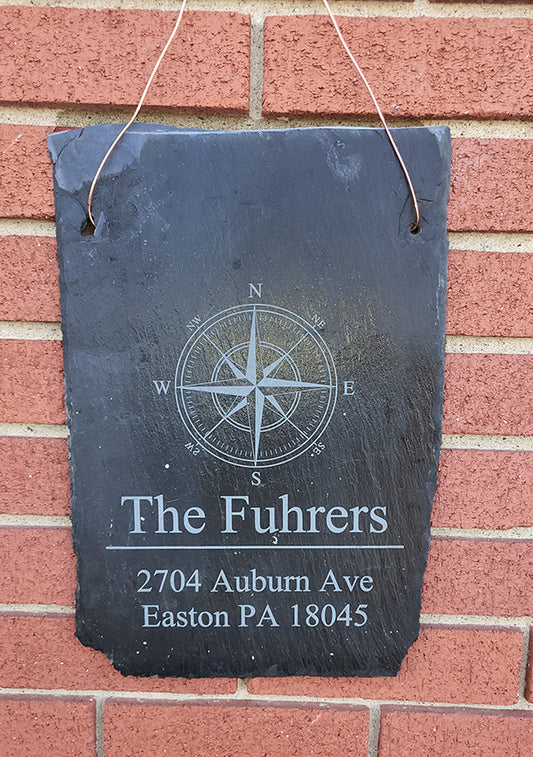 N
NW NE
W E
SW SE
S
The Fuhrers
2704 Auburn Ave
Easton PA 18045